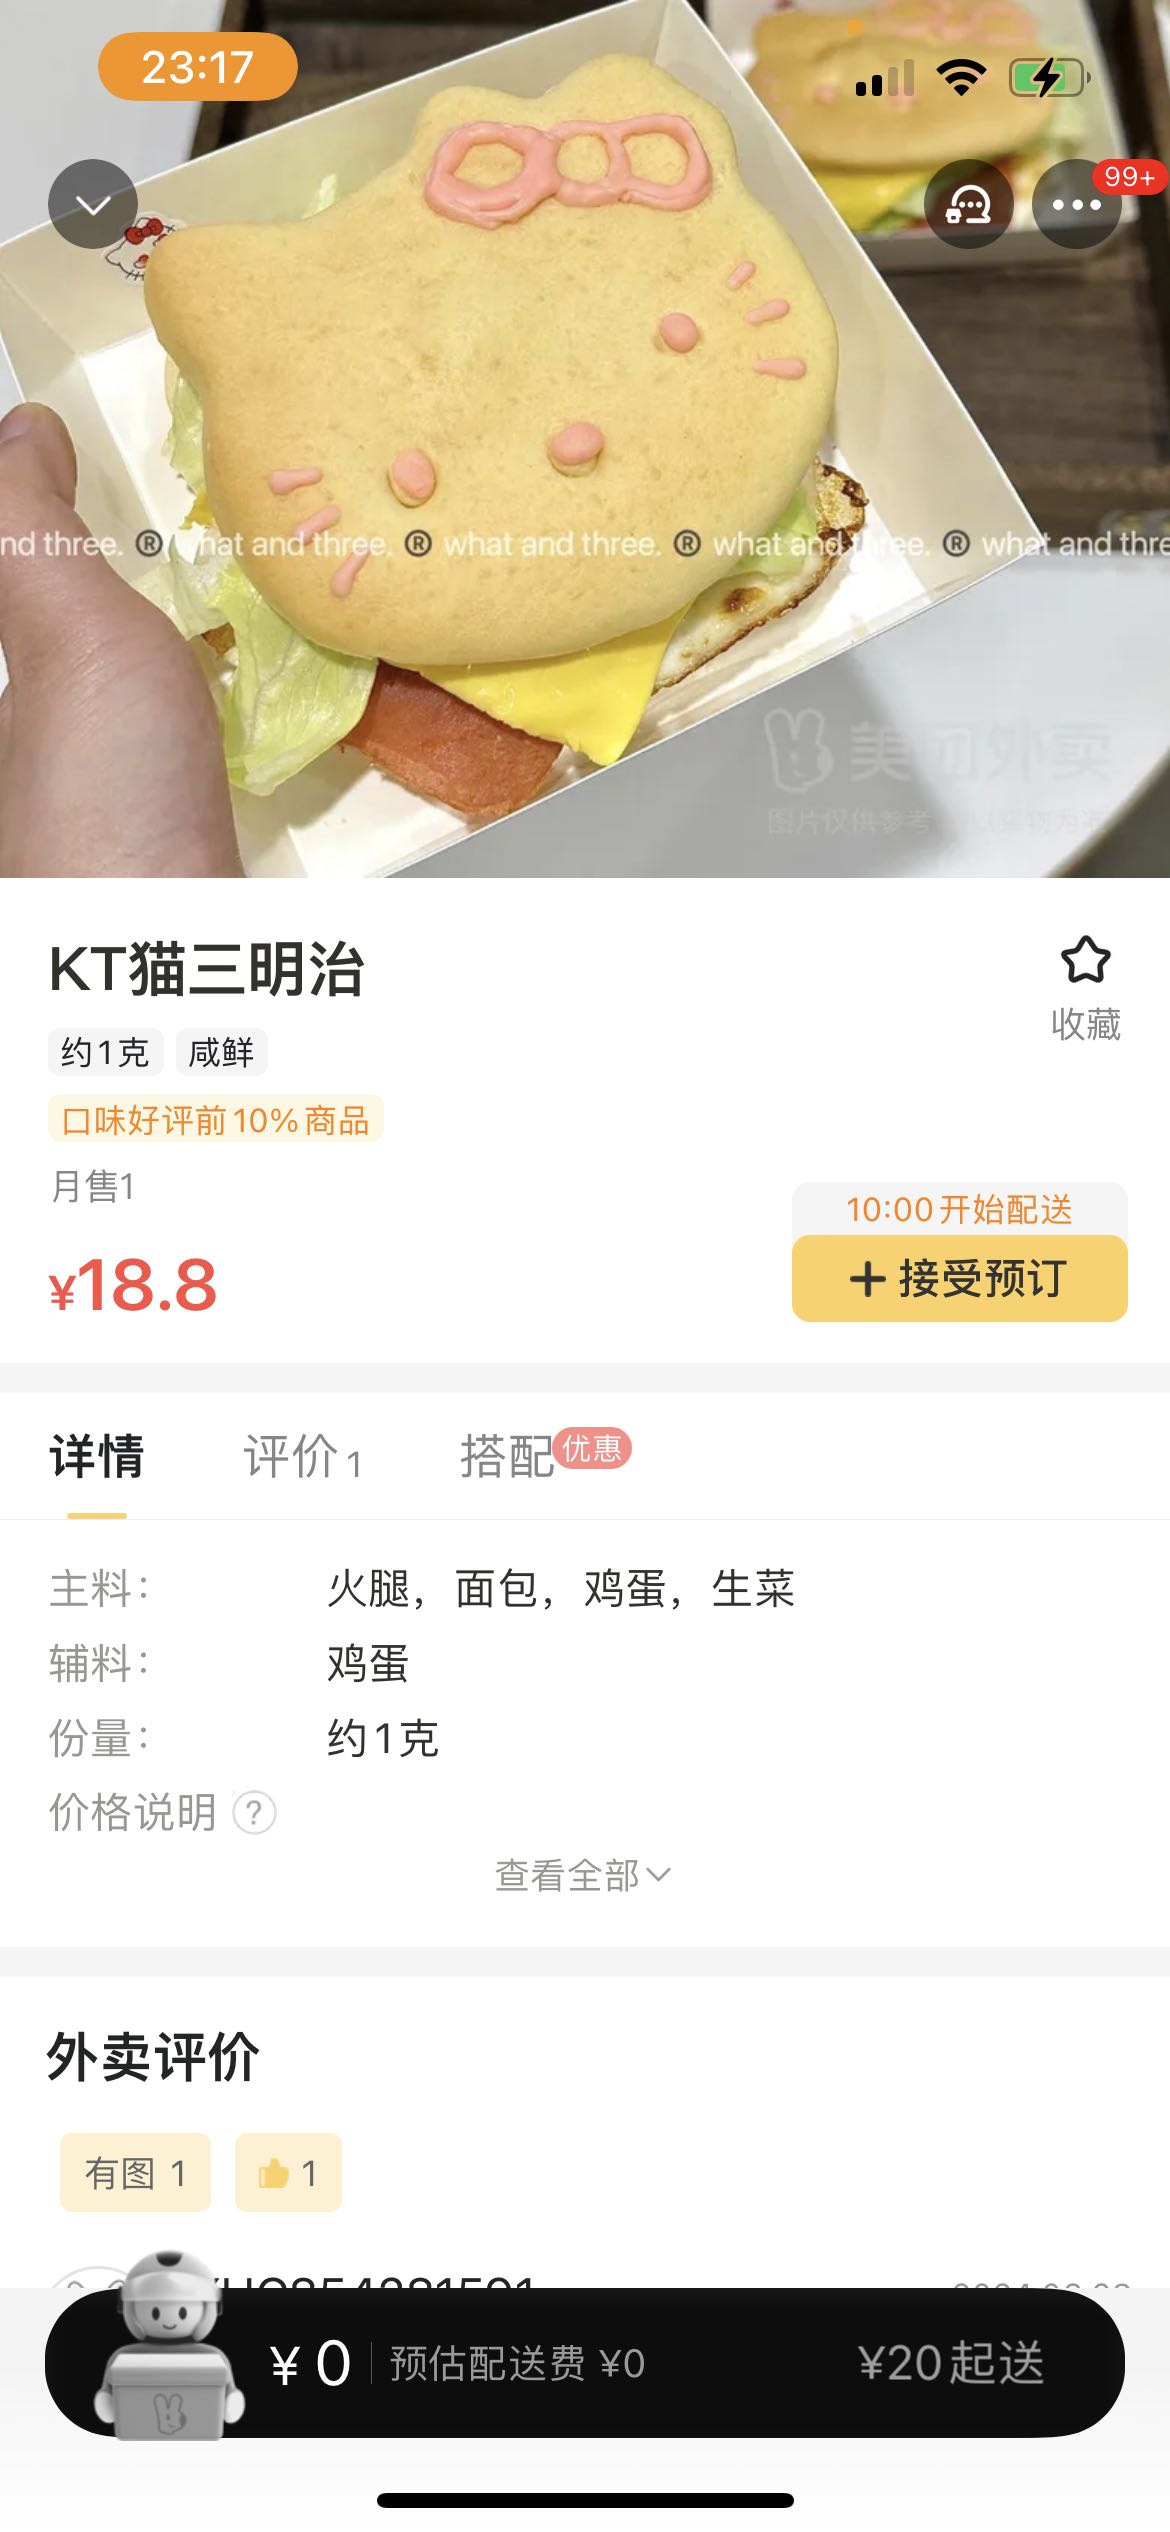 23:17
99+
nd three. ® what and three. ® what and three. ® what and three. ® what and thre
美团外卖
图片仅供参考
KT猫三明治
收藏
约1克 咸鲜
口味好评前10%商品
月售1
10:00开始配送
¥18.8
+ 接受预订
详情 评价1 搭配 优惠
主料： 火腿，面包，鸡蛋，生菜
辅料： 鸡蛋
份量： 约1克
价格说明 ?
查看全部
外卖评价
有图 1 1
¥0 预估配送费 ¥0 ¥20起送